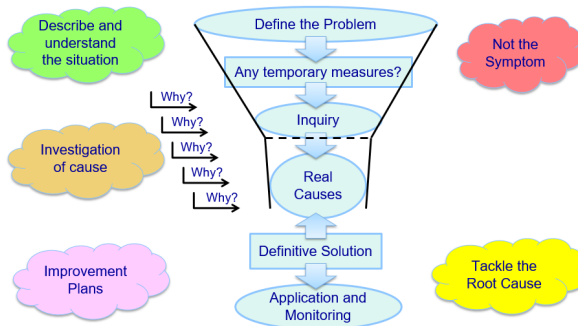 Describe and
understand
the situation
Define the Problem
Not the
Symptom
Any temporary measures?
Why?
Why?
Why?
Why?
Why?
Inquiry
Investigation
of cause
Real
Causes
Definitive Solution
Improvement
Plans
Tackle the
Root Cause
Application and
Monitoring